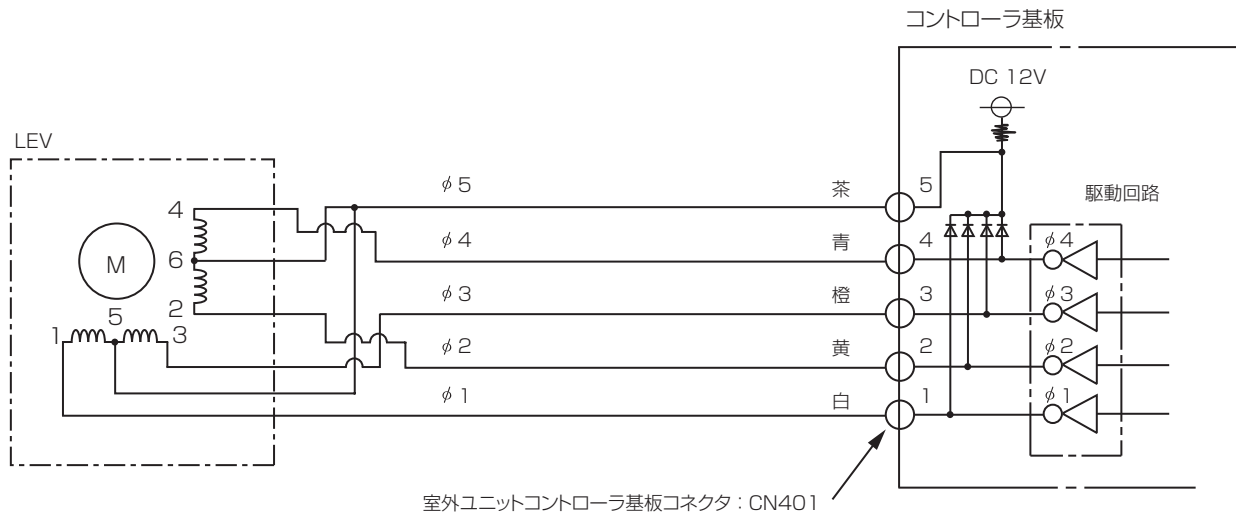 コントローラ基板
DC 12V
LEV
φ5
茶
5
駆動回路
4
φ4
青
4
φ4
6
M
φ3
橙
3
φ3
2
5
1
3
φ2
黄
2
φ2
φ1
白
1
φ1
室外ユニットコントローラ基板コネクタ：CN401